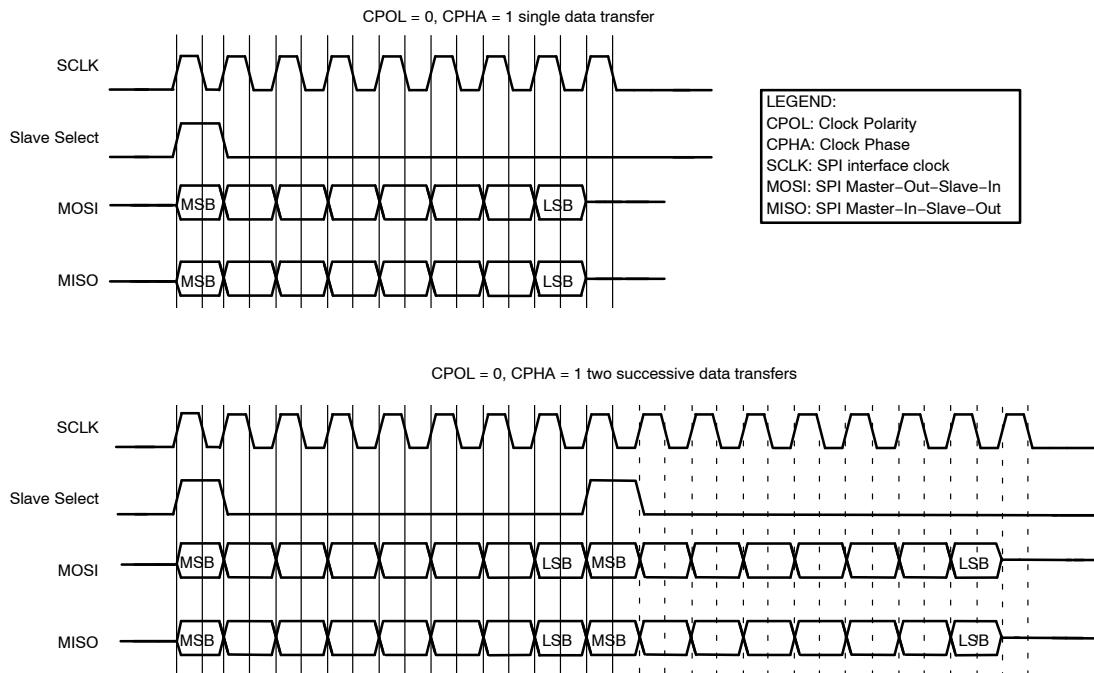 CPOL = 0, CPHA = 1 single data transfer
SCLK
Slave Select
MOSI
MSB
LSB
MISO
MSB
LSB
LEGEND:
CPOL: Clock Polarity
CPHA: Clock Phase
SCLK: SPI interface clock
MOSI: SPI Master−Out−Slave−In
MISO: SPI Master−In−Slave−Out
CPOL = 0, CPHA = 1 two successive data transfers
SCLK
Slave Select
MOSI
MSB
LSB
MSB
LSB
MISO
MSB
LSB
MSB
LSB